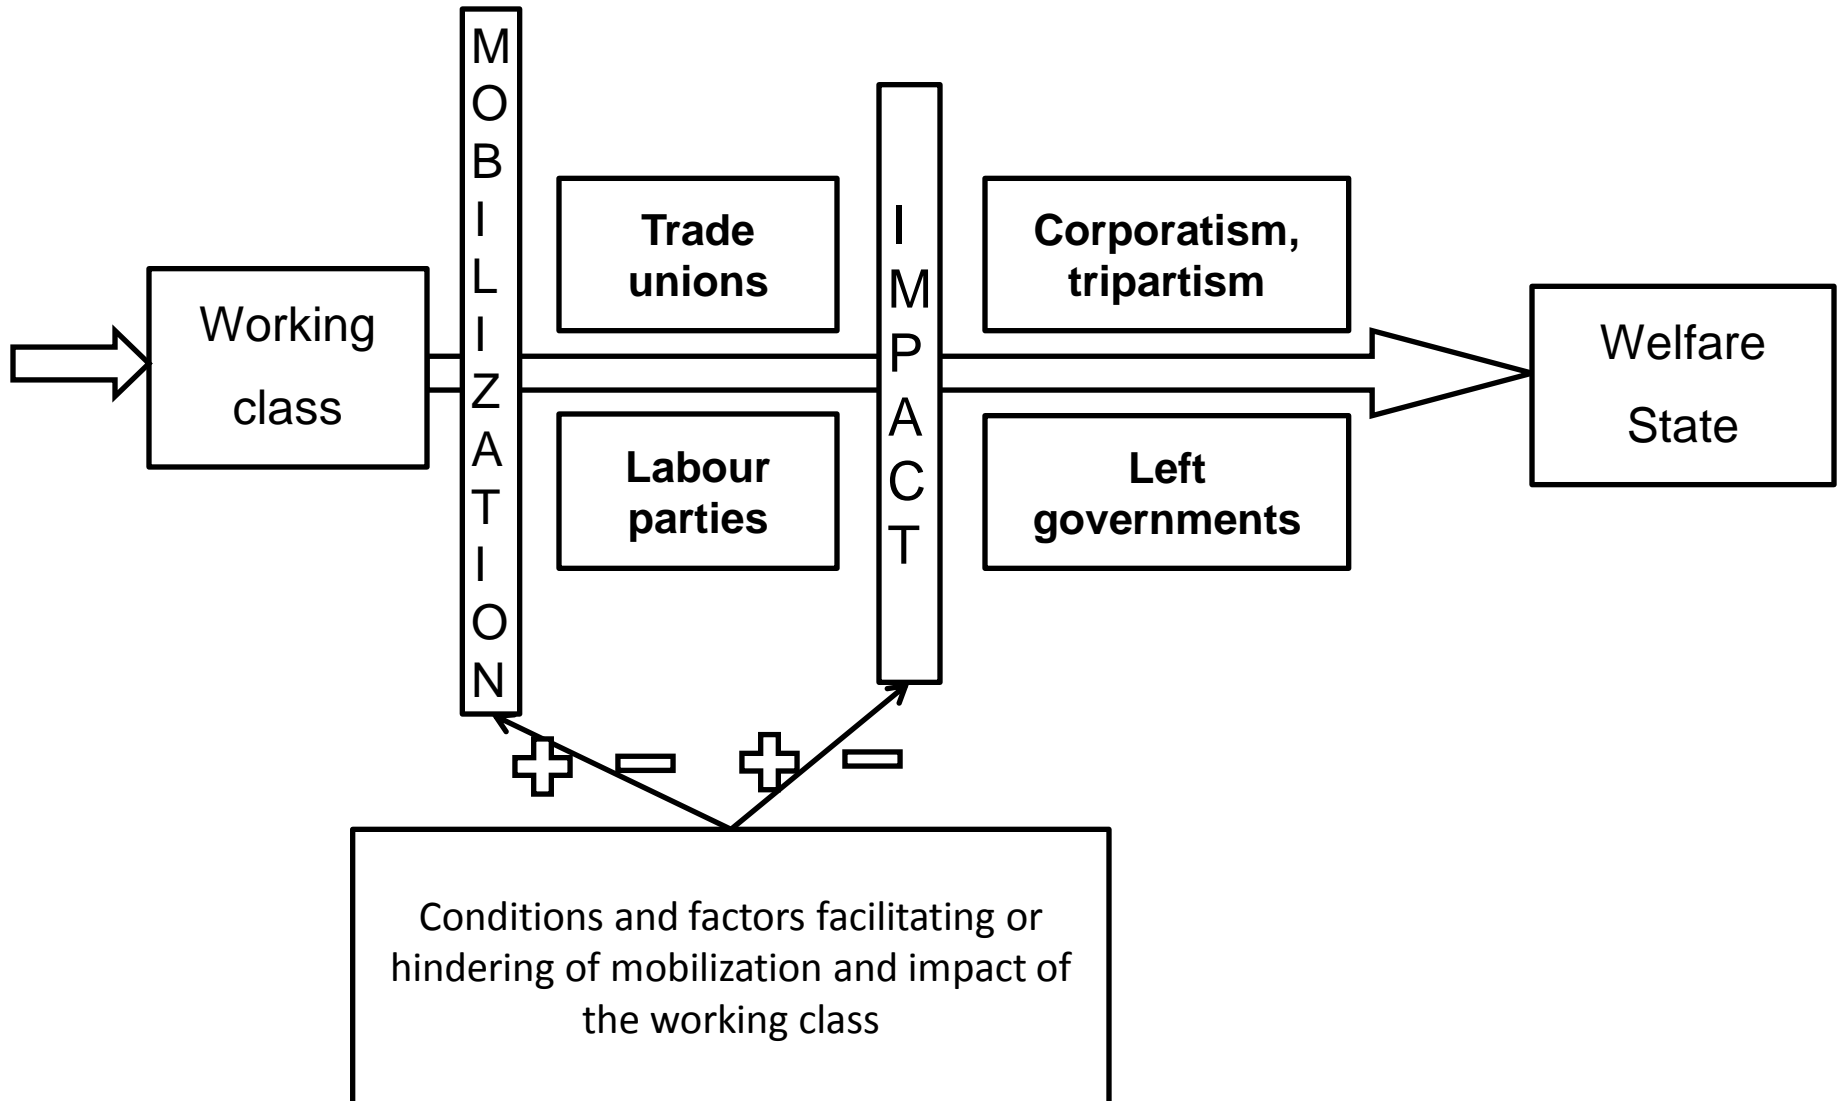 Working
class
MOBILIZATION
Trade
unions
Labour
parties
IMPACT
Corporatism,
tripartism
Left
governments
Welfare
State
Conditions and factors facilitating or
hindering of mobilization and impact of
the working class